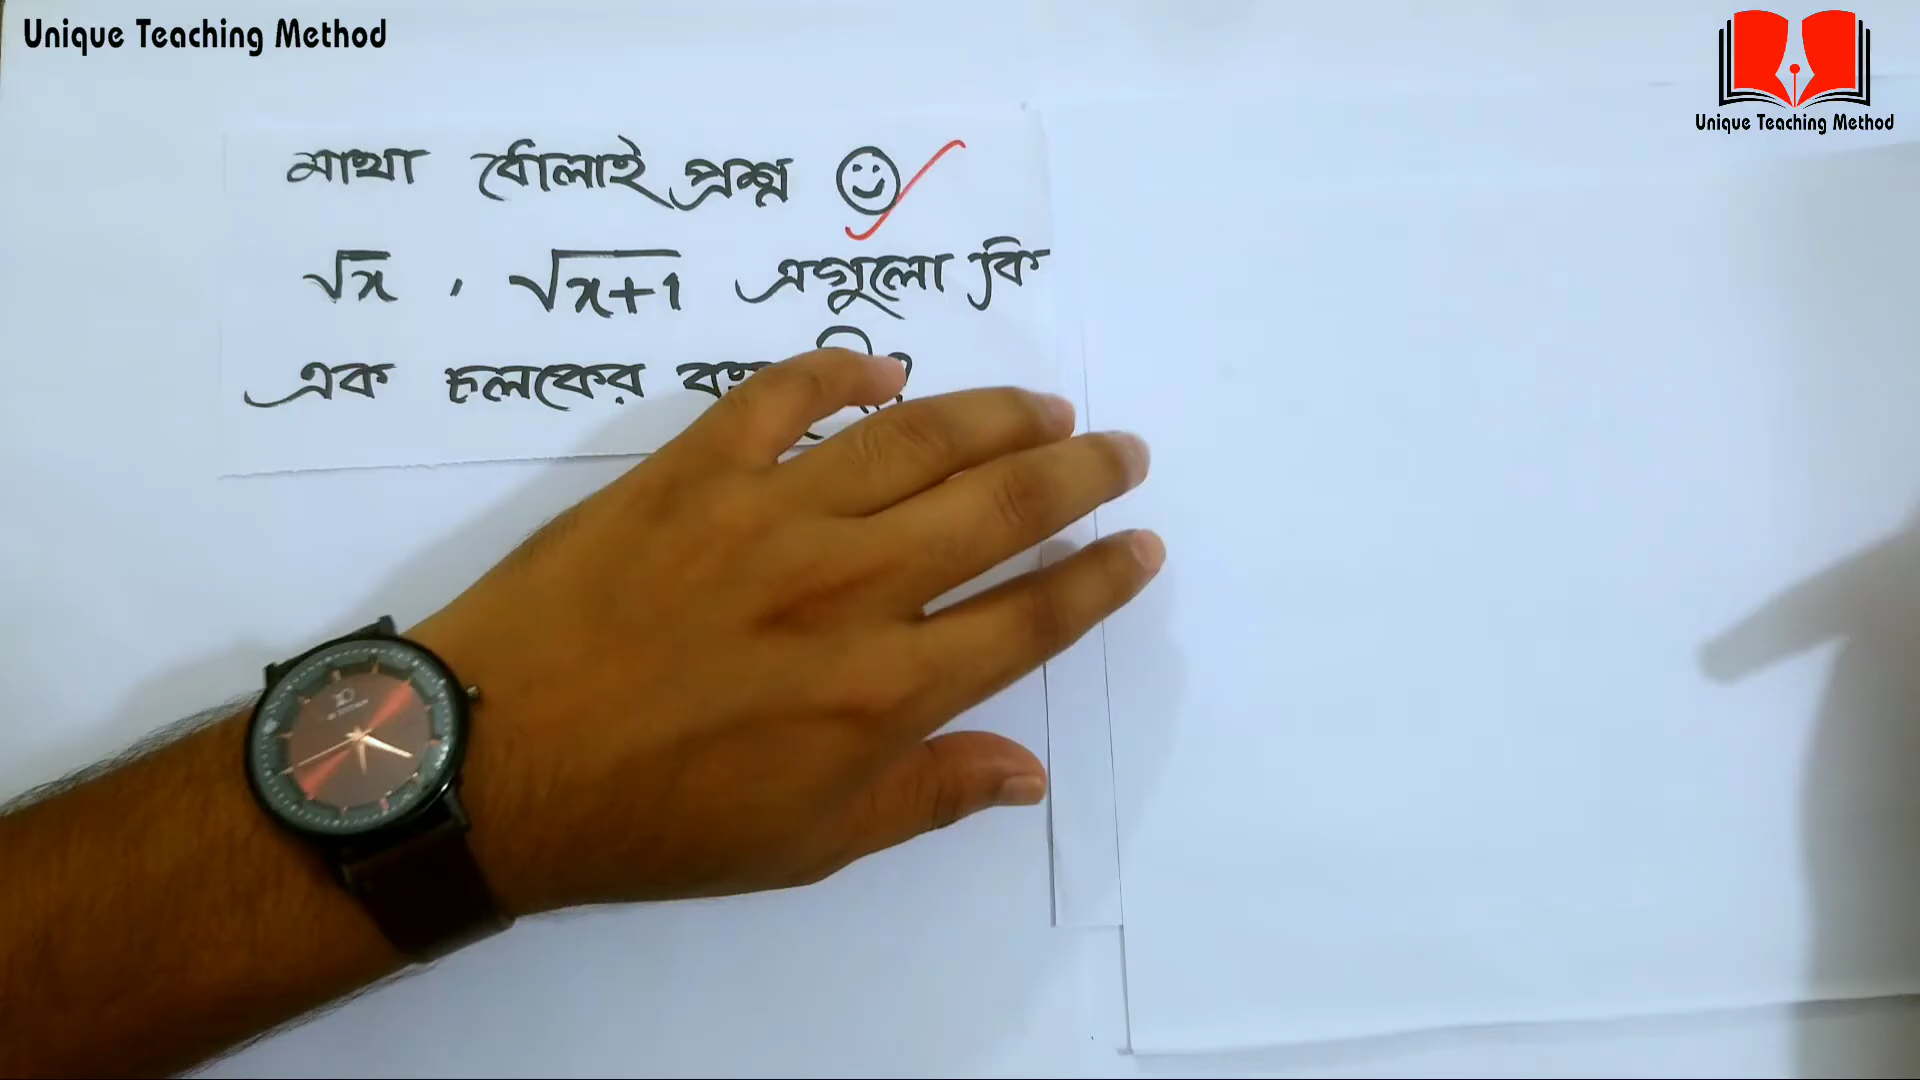 Unique Teaching Method
Unique Teaching Method
মাথা ধোলাই প্রশ্ন
√x , √x+1 এগুলো কি
এক চলকের